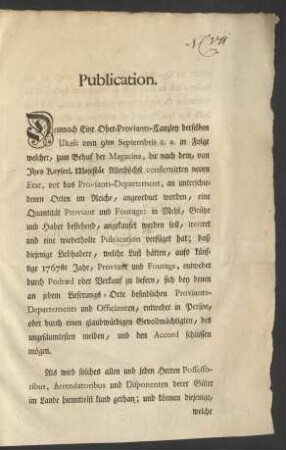 Publication.
Demnach Eine Ober-Proviants-Canzley derselben
Ukase vom 9ten Septembris c. a. in Folge
welcher, zum Behuf der Magazine, die nach dem, von
Ihro Kayserl. Majestät Allerhöchst confirmirten neuen
Etat, vor das Proviants-Departement, an unterschie-
denen Orten im Reiche, angeordnet worden, eine
Quantität Proviant und Fourage: in Mehl, Grütze
und Haber bestehend, angekauft werden soll, iterato
und eine wiederholte Publication verfüget hat; daß
diejenige Liebhabere, welche Lust hätten, aufs künf-
tige 1767ste Jahr, Proviant und Fourage, entweder
durch Podraed oder Verkauf zu liefern, sich bey denen
an jedem Lieferungs-Orte befindlichen Proviants-
Departements und Officianten, entweder in Person,
oder durch einen glaubwürdigen Gevollmächtigten, des
ungesäumtesten melden, und den Accord schliessen
mögen.
Als wird solches allen und jeden Herren Possesso-
ribus, Arrendatoribus und Disponenten derer Güter
im Lande hiemittelst kund gethan; und können diejenige,
welche